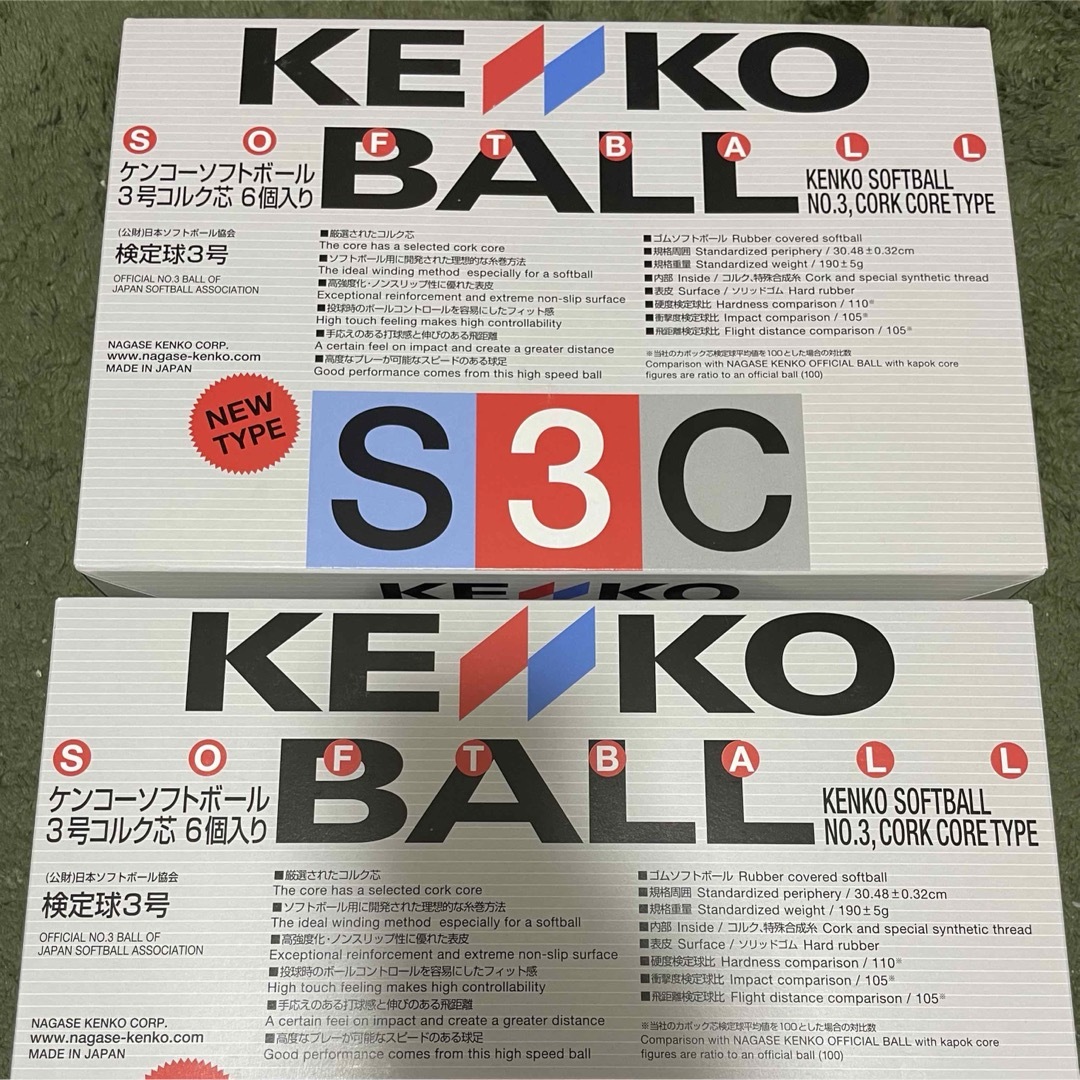 KENKO
SOFTBALL
BALL
ケンコーソフトボール
3号コルク芯 6個入り
KENKO SOFTBALL
NO.3, CORK CORE TYPE
(公財)日本ソフトボール協会
検定球3号
OFFICIAL NO.3 BALL OF
JAPAN SOFTBALL ASSOCIATION
NAGASE KENKO CORP.
www.nagase-kenko.com
MADE IN JAPAN
■厳選されたコルク芯
The core has a selected cork core
■ソフトボール用に開発された理想的な糸巻方法
The ideal winding method especially for a softball
■高強度化・ノンスリップ性に優れた表皮
Exceptional reinforcement and extreme non-slip surface
■投球時のボールコントロールを容易にしたフィット感
High touch feeling makes high controllability
■手応えのある打球感と伸びのある飛距離
A certain feel on impact and create a greater distance
■高度なプレーが可能なスピードのある球足
Good performance comes from this high speed ball
■ゴムソフトボール Rubber covered softball
■規格周囲 Standardized periphery / 30.48±0.32cm
■規格重量 Standardized weight / 190±5g
■内部 Inside / コルク、特殊合成糸 Cork and special synthetic thread
■表皮 Surface / ソリッドゴム Hard rubber
■硬度検定球比 Hardness comparison / 110※
■衝撃度検定球比 Impact comparison / 105※
■飛距離検定球比 Flight distance comparison / 105※
※当社のカポック芯検定球平均値を100とした場合の対比数
Comparison with NAGASE KENKO OFFICIAL BALL with kapok core
figures are ratio to an official ball (100)
NEW
TYPE
S3C
KENKO
KENKO
SOFTBALL
BALL
ケンコーソフトボール
3号コルク芯 6個入り
KENKO SOFTBALL
NO.3, CORK CORE TYPE
(公財)日本ソフトボール協会
検定球3号
OFFICIAL NO.3 BALL OF
JAPAN SOFTBALL ASSOCIATION
NAGASE KENKO CORP.
www.nagase-kenko.com
MADE IN JAPAN
■厳選されたコルク芯
The core has a selected cork core
■ソフトボール用に開発された理想的な糸巻方法
The ideal winding method especially for a softball
■高強度化・ノンスリップ性に優れた表皮
Exceptional reinforcement and extreme non-slip surface
■投球時のボールコントロールを容易にしたフィット感
High touch feeling makes high controllability
■手応えのある打球感と伸びのある飛距離
A certain feel on impact and create a greater distance
■高度なプレーが可能なスピードのある球足
Good performance comes from this high speed ball
■ゴムソフトボール Rubber covered softball
■規格周囲 Standardized periphery / 30.48±0.32cm
■規格重量 Standardized weight / 190±5g
■内部 Inside / コルク、特殊合成糸 Cork and special synthetic thread
■表皮 Surface / ソリッドゴム Hard rubber
■硬度検定球比 Hardness comparison / 110※
■衝撃度検定球比 Impact comparison / 105※
■飛距離検定球比 Flight distance comparison / 105※
※当社のカポック芯検定球平均値を100とした場合の対比数
Comparison with NAGASE KENKO OFFICIAL BALL with kapok core
figures are ratio to an official ball (100)